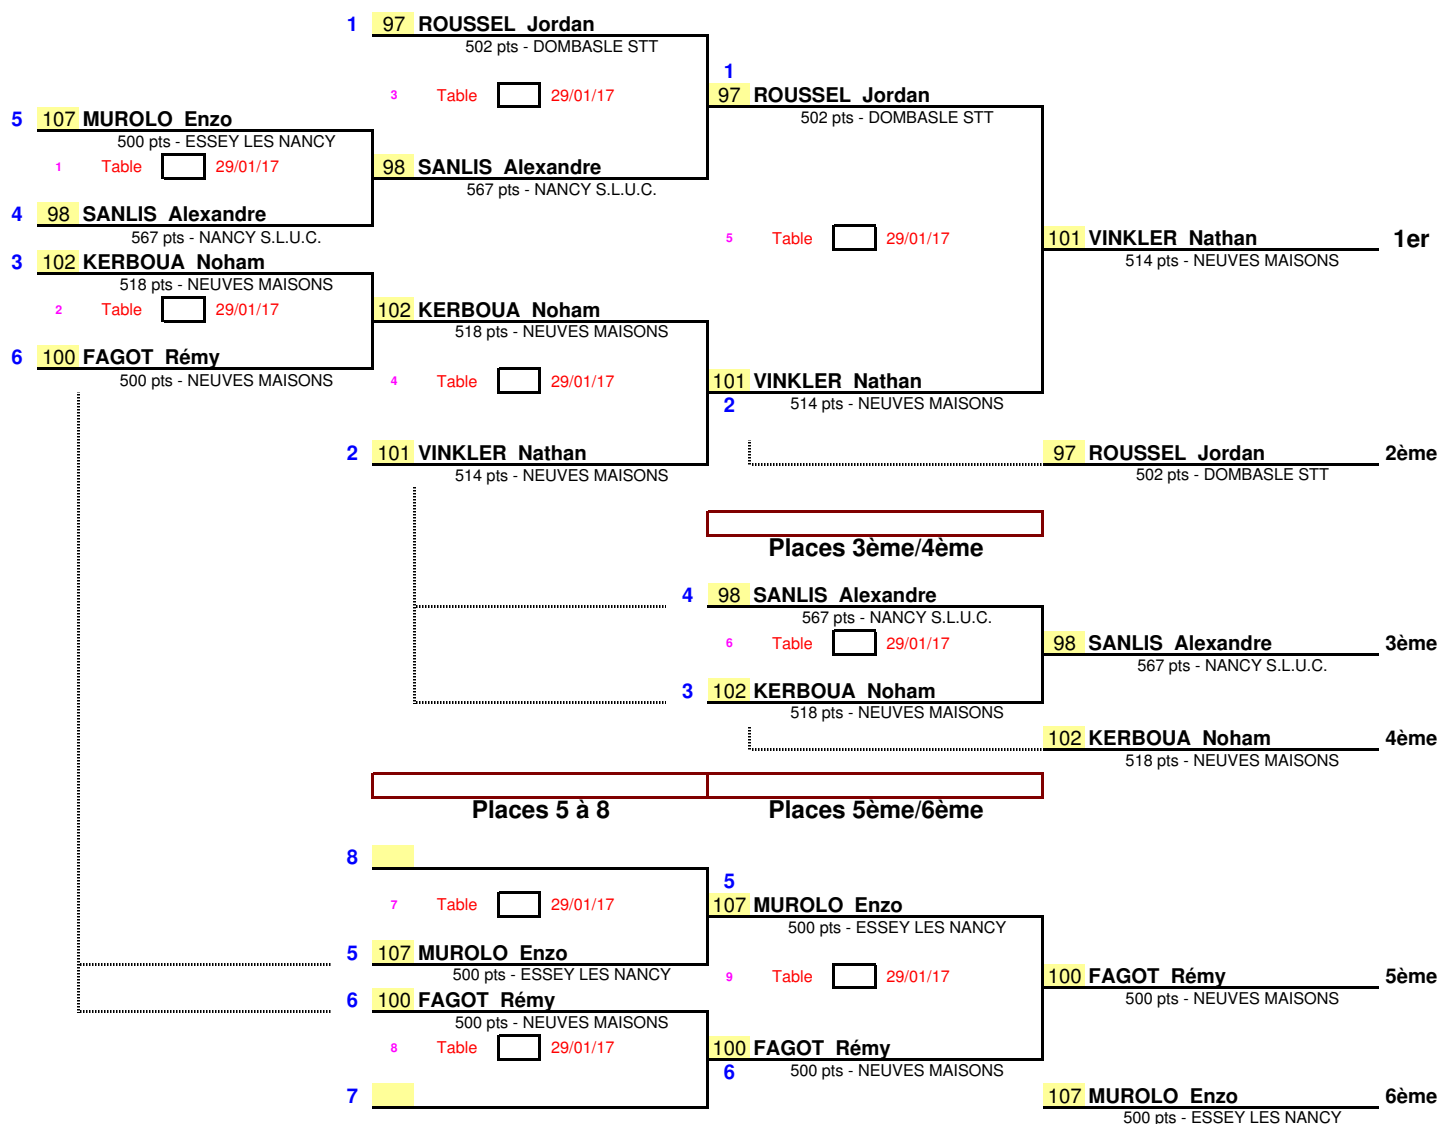 1 97 ROUSSEL Jordan
502 pts - DOMBASLE STT
1
3 Table 29/01/17
97 ROUSSEL Jordan
502 pts - DOMBASLE STT
5 107 MUROLO Enzo
500 pts - ESSEY LES NANCY
1 Table 29/01/17
98 SANLIS Alexandre
567 pts - NANCY S.L.U.C.
4 98 SANLIS Alexandre
567 pts - NANCY S.L.U.C.
5 Table 29/01/17
101 VINKLER Nathan 1er
514 pts - NEUVES MAISONS
3 102 KERBOUA Noham
518 pts - NEUVES MAISONS
2 Table 29/01/17
102 KERBOUA Noham
518 pts - NEUVES MAISONS
6 100 FAGOT Rémy
500 pts - NEUVES MAISONS
4 Table 29/01/17
101 VINKLER Nathan
2 514 pts - NEUVES MAISONS
2 101 VINKLER Nathan
514 pts - NEUVES MAISONS
97 ROUSSEL Jordan 2ème
502 pts - DOMBASLE STT
Places 3ème/4ème
4 98 SANLIS Alexandre
567 pts - NANCY S.L.U.C.
6 Table 29/01/17
98 SANLIS Alexandre 3ème
567 pts - NANCY S.L.U.C.
3 102 KERBOUA Noham
518 pts - NEUVES MAISONS
102 KERBOUA Noham 4ème
518 pts - NEUVES MAISONS
Places 5 à 8 Places 5ème/6ème
8
5
7 Table 29/01/17
107 MUROLO Enzo
500 pts - ESSEY LES NANCY
5 107 MUROLO Enzo
500 pts - ESSEY LES NANCY
9 Table 29/01/17
100 FAGOT Rémy 5ème
500 pts - NEUVES MAISONS
6 100 FAGOT Rémy
500 pts - NEUVES MAISONS
8 Table 29/01/17
100 FAGOT Rémy
6 500 pts - NEUVES MAISONS
7
107 MUROLO Enzo 6ème
500 pts - ESSEY LES NANCY